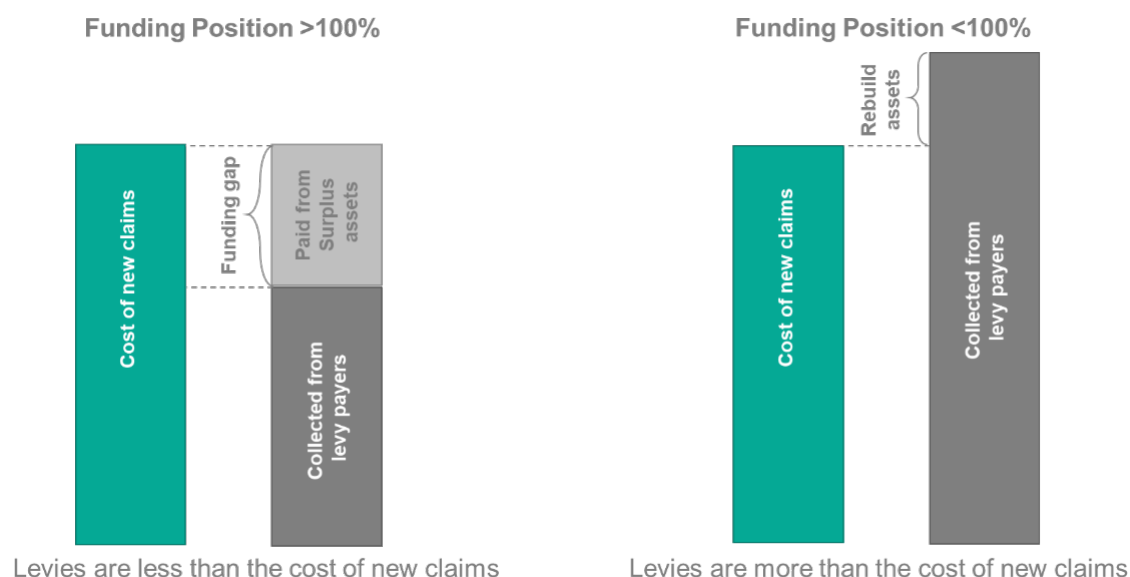 Funding Position >100%
Cost of new claims
Funding gap
Paid from
Surplus
assets
Collected from
levy payers
Levies are less than the cost of new claims
Funding Position <100%
Cost of new claims
Rebuild
assets
Collected from
levy payers
Levies are more than the cost of new claims